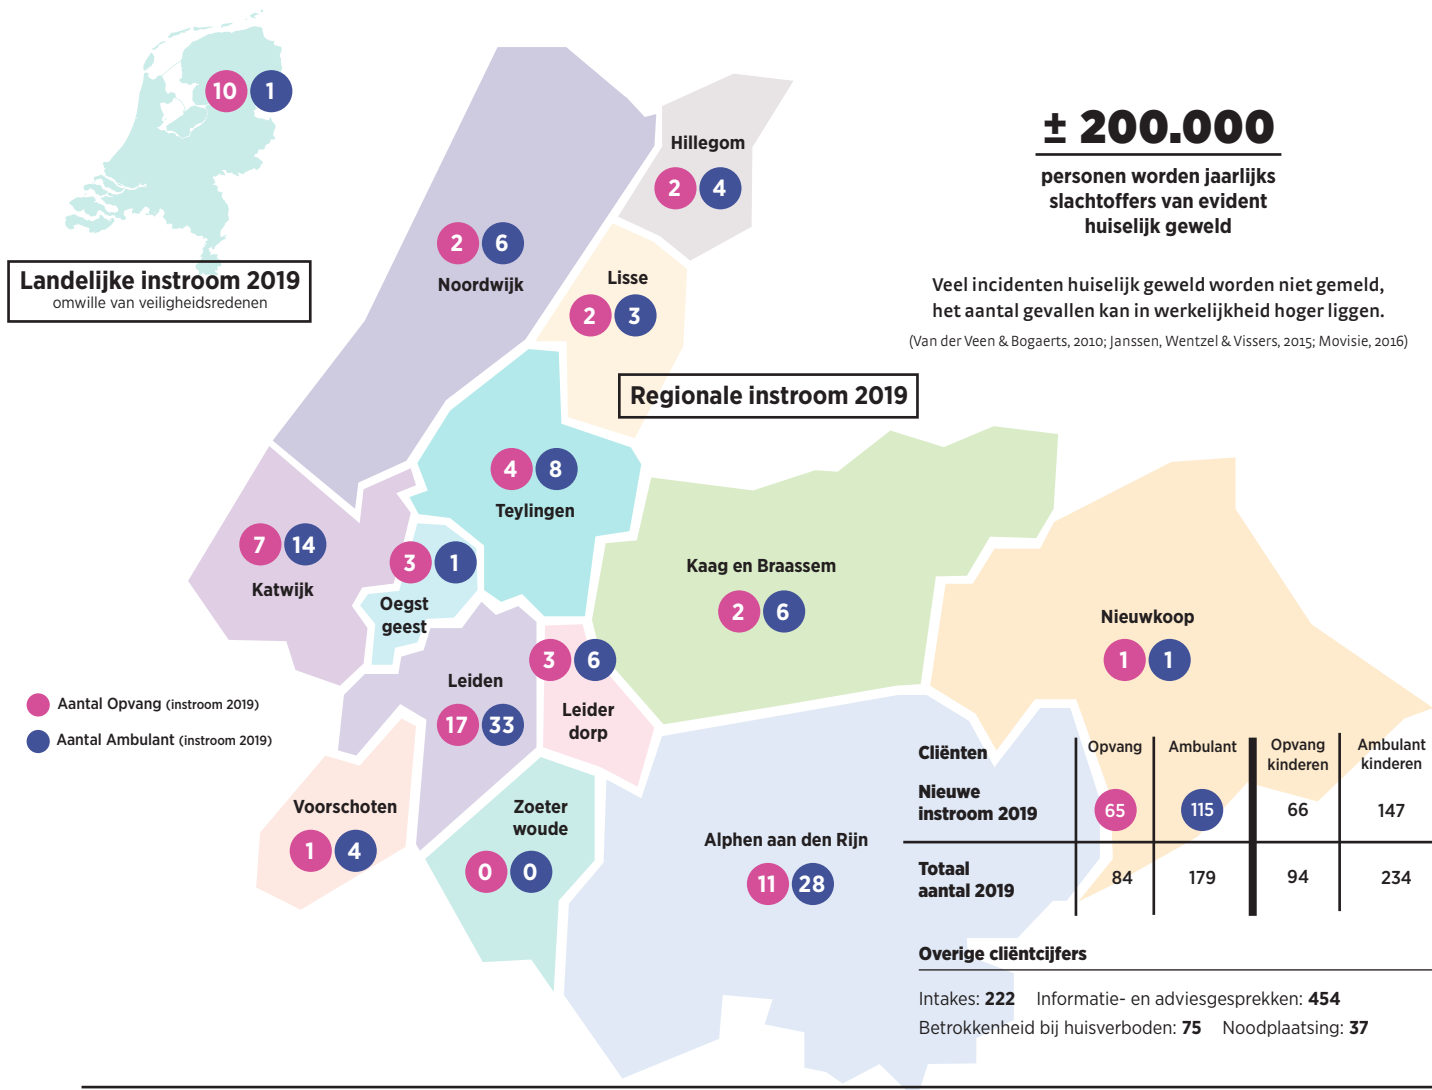 10 1
Landelijke instroom 2019
omwille van veiligheidsredenen
± 200.000
personen worden jaarlijks
slachtoffers van evident
huiselijk geweld
Veel incidenten huiselijk geweld worden niet gemeld,
het aantal gevallen kan in werkelijkheid hoger liggen.
(Van der Veen & Bogaerts, 2010; Janssen, Wentzel & Vissers, 2015; Movisie, 2016)
Hillegom
2 4
2 6
Noordwijk
Lisse
2 3
Regionale instroom 2019
4 8
Teylingen
7 14
Katwijk
3 1
Oegst
geest
Kaag en Braassem
2 6
Nieuwkoop
1 1
3 6
Leider
dorp
Leiden
17 33
Aantal Opvang (instroom 2019)
Aantal Ambulant (instroom 2019)
Voorschoten
1 4
Zoeter
woude
0 0
Alphen aan den Rijn
11 28
Cliënten Opvang Ambulant Opvang kinderen Ambulant kinderen
Nieuwe
instroom 2019 65 115 66 147
Totaal
aantal 2019 84 179 94 234
Overige cliëntcijfers
Intakes: 222 Informatie- en adviesgesprekken: 454
Betrokkenheid bij huisverboden: 75 Noodplaatsing: 37